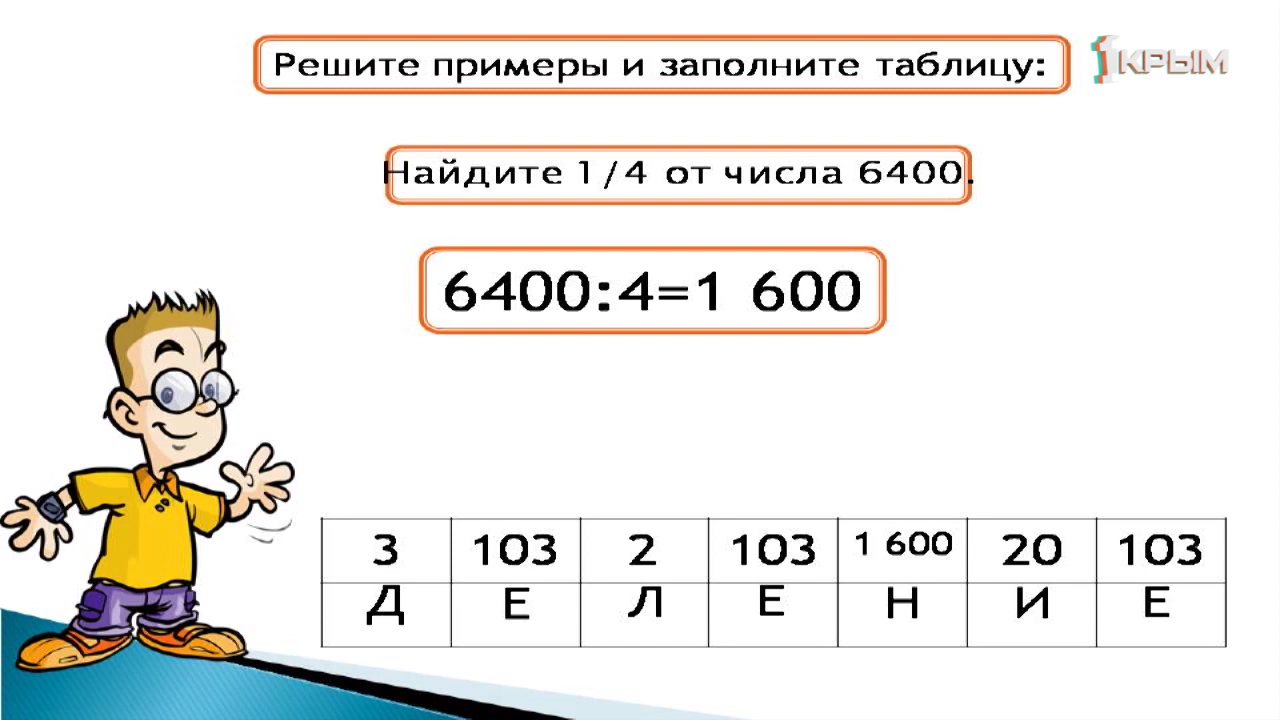 Решите примеры и заполните таблицу:
1 КРЫМ
Найдите 1/4 от числа 6400.
6400:4=1 600
3 103 2 103 1 600 20 103
Д Е Л Е Н И Е